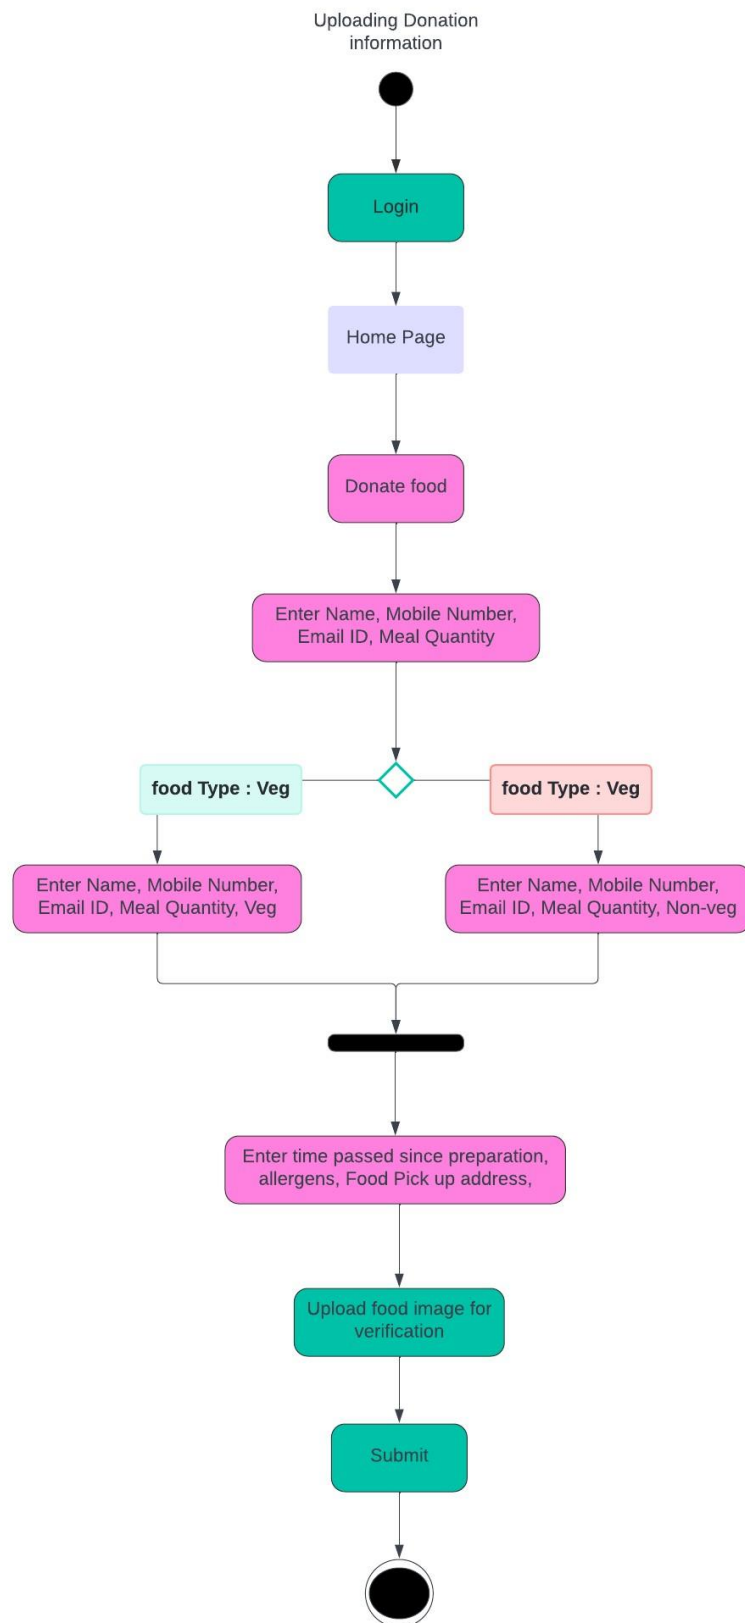 Uploading Donation
information
Login
Home Page
Donate food
Enter Name, Mobile Number,
Email ID, Meal Quantity
food Type : Veg
food Type : Veg
Enter Name, Mobile Number,
Email ID, Meal Quantity, Veg
Enter Name, Mobile Number,
Email ID, Meal Quantity, Non-veg
Enter time passed since preparation,
allergens, Food Pick up address,
Upload food image for
verification
Submit